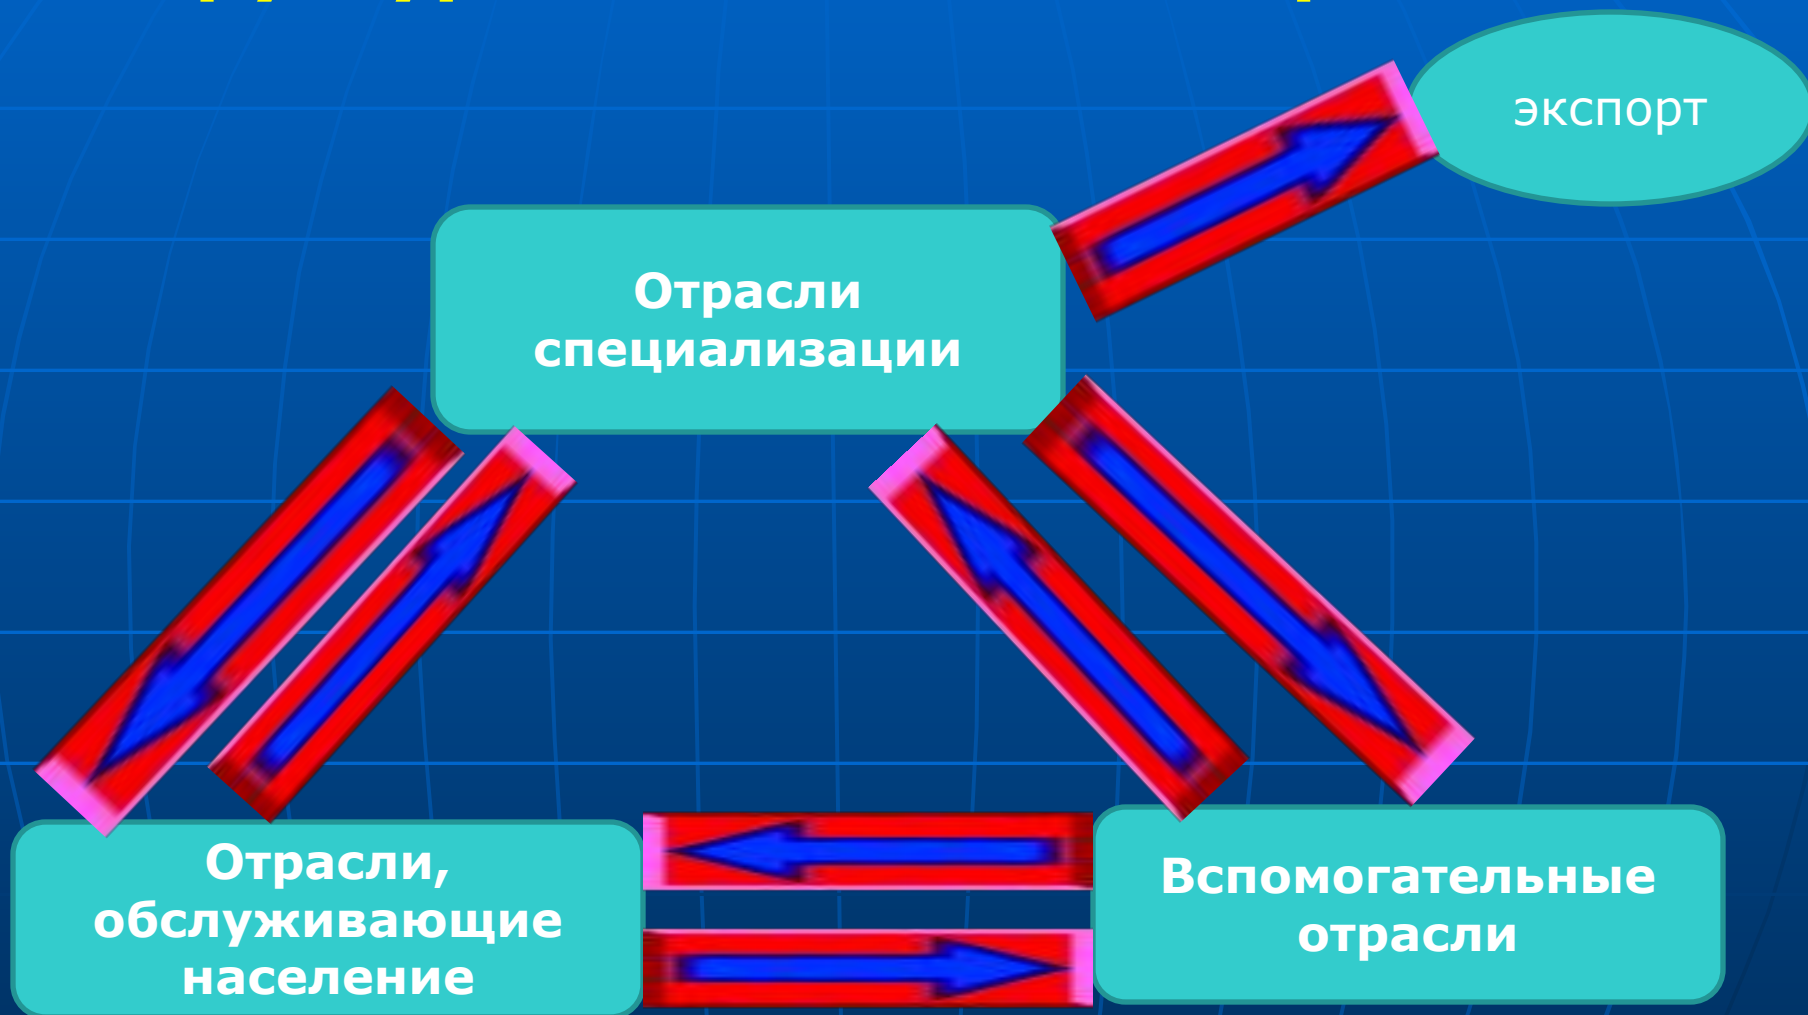 экспорт
Отрасли
специализации
Отрасли,
обслуживающие
население
Вспомогательные
отрасли